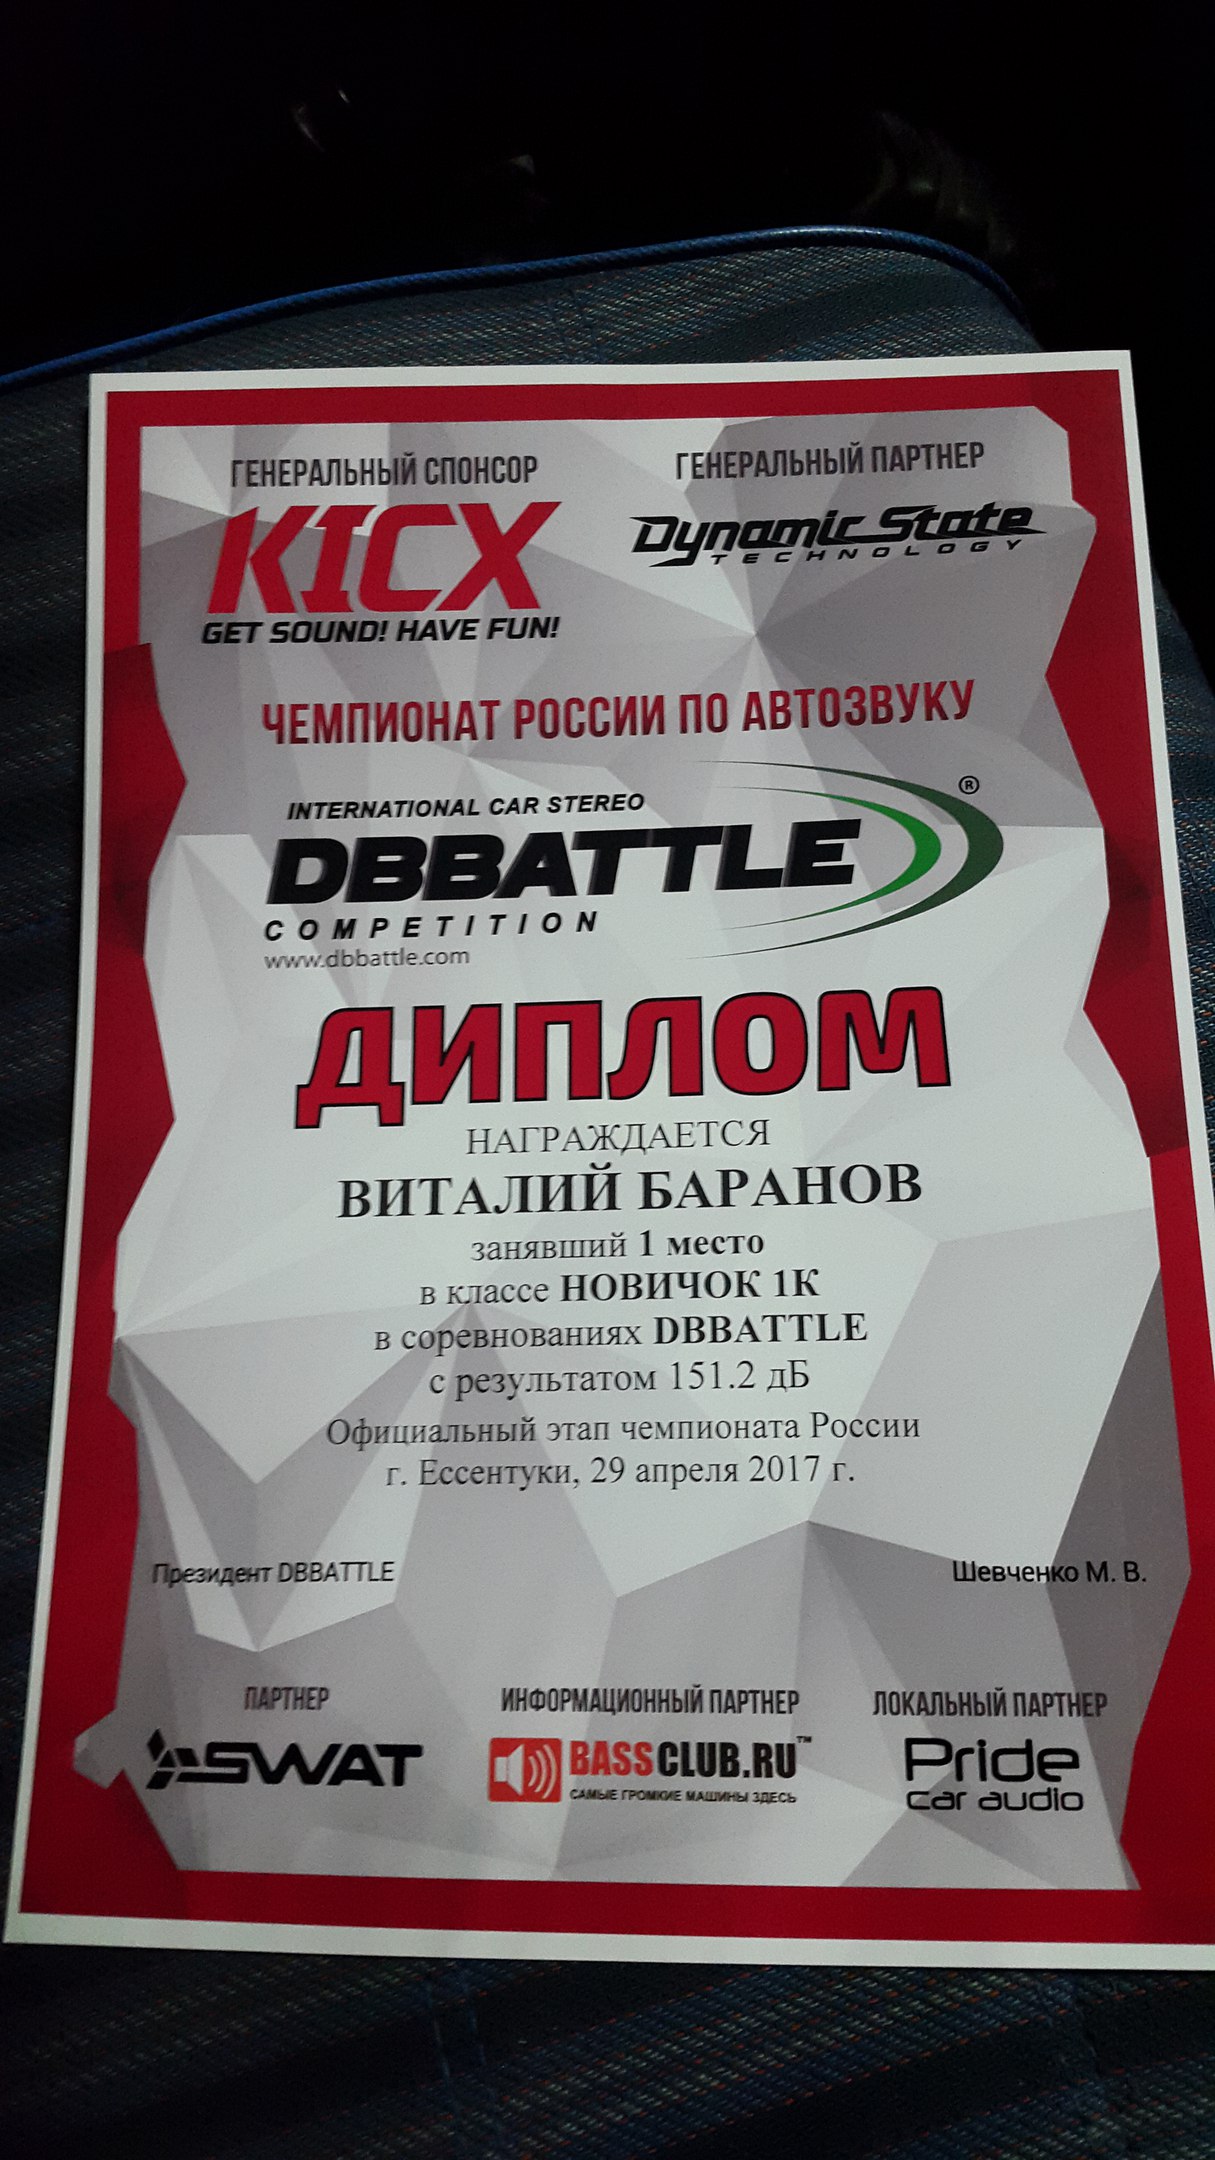 ГЕНЕРАЛЬНЫЙ СПОНСОР
KICX
GET SOUND! HAVE FUN!
ГЕНЕРАЛЬНЫЙ ПАРТНЕР
Dynamic State
TECHNOLOGY
ЧЕМПИОНАТ РОССИИ ПО АВТОЗВУКУ
INTERNATIONAL CAR STEREO
DBBATTLE ®
COMPETITION
www.dbbattle.com
ДИПЛОМ
НАГРАЖДАЕТСЯ
ВИТАЛИЙ БАРАНОВ
занявший 1 место
в классе НОВИЧОК 1К
в соревнованиях DBBATTLE
с результатом 151.2 дБ
Официальный этап чемпионата России
г. Ессентуки, 29 апреля 2017 г.
Президент DBBATTLE
Шевченко М. В.
ПАРТНЕР
SWAT
ИНФОРМАЦИОННЫЙ ПАРТНЕР
BASSCLUB.RU™
САМЫЕ ГРОМКИЕ МАШИНЫ ЗДЕСЬ
ЛОКАЛЬНЫЙ ПАРТНЕР
Pride
car audio